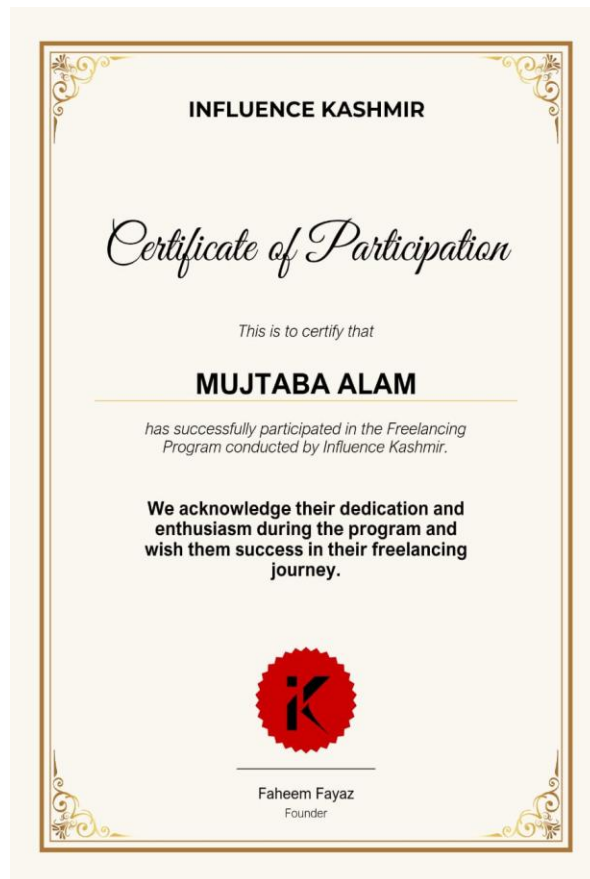 INFLUENCE KASHMIR
Certificate of Participation
This is to certify that
MUJTABA ALAM
has successfully participated in the Freelancing
Program conducted by Influence Kashmir.
We acknowledge their dedication and
enthusiasm during the program and
wish them success in their freelancing
journey.
iK
Faheem Fayaz
Founder